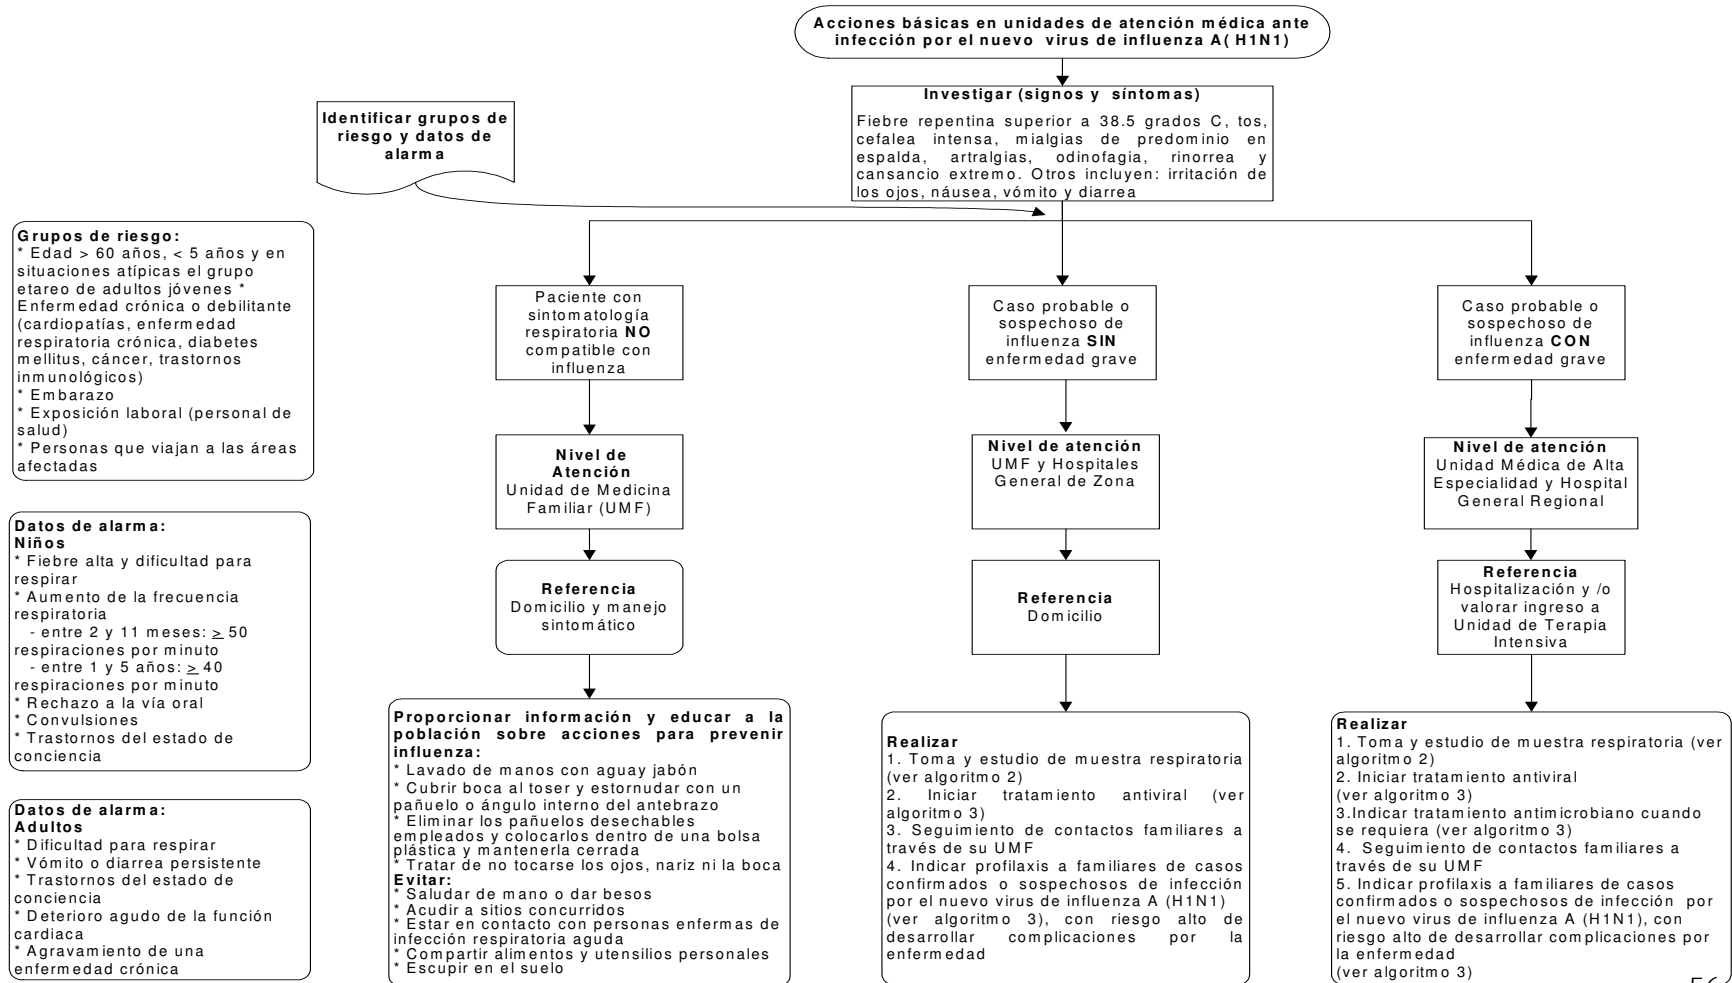 Acciones básicas en unidades de atención médica ante
infección por el nuevo virus de influenza A( H1N1)
Investigar (signos y síntomas)
Fiebre repentina superior a 38.5 grados C, tos,
cefalea intensa, mialgias de predominio en
espalda, artralgias, odinofagia, rinorrea y
cansancio extremo. Otros incluyen: irritación de
los ojos, náusea, vómito y diarrea
Identificar grupos de
riesgo y datos de
alarma
Grupos de riesgo:
* Edad > 60 años, < 5 años y en
situaciones atípicas el grupo
etareo de adultos jóvenes *
Enfermedad crónica o debilitante
(cardiopatías, enfermedad
respiratoria crónica, diabetes
mellitus, cáncer, trastornos
inmunológicos)
* Embarazo
* Exposición laboral (personal de
salud)
* Personas que viajan a las áreas
afectadas
Datos de alarma:
Niños
* Fiebre alta y dificultad para
respirar
* Aumento de la frecuencia
respiratoria
- entre 2 y 11 meses: ≥ 50
respiraciones por minuto
- entre 1 y 5 años: ≥ 40
respiraciones por minuto
* Rechazo a la vía oral
* Convulsiones
* Trastornos del estado de
conciencia
Datos de alarma:
Adultos
* Dificultad para respirar
* Vómito o diarrea persistente
* Trastornos del estado de
conciencia
* Deterioro agudo de la función
cardiaca
* Agravamiento de una
enfermedad crónica
Paciente con
sintomatología
respiratoria NO
compatible con
influenza
Nivel de
Atención
Unidad de Medicina
Familiar (UMF)
Referencia
Domicilio y manejo
sintomático
Proporcionar información y educar a la
población sobre acciones para prevenir
influenza:
* Lavado de manos con aguay jabón
* Cubrir boca al toser y estornudar con un
pañuelo o ángulo interno del antebrazo
* Eliminar los pañuelos desechables
empleados y colocarlos dentro de una bolsa
plástica y mantenerla cerrada
* Tratar de no tocarse los ojos, nariz ni la boca
Evitar:
* Saludar de mano o dar besos
* Acudir a sitios concurridos
* Estar en contacto con personas enfermas de
infección respiratoria aguda
* Compartir alimentos y utensilios personales
* Escupir en el suelo
Caso probable o
sospechoso de
influenza SIN
enfermedad grave
Nivel de atención
UMF y Hospitales
General de Zona
Referencia
Domicilio
Realizar
1. Toma y estudio de muestra respiratoria
(ver algoritmo 2)
2. Iniciar tratamiento antiviral (ver
algoritmo 3)
3. Seguimiento de contactos familiares a
través de su UMF
4. Indicar profilaxis a familiares de casos
confirmados o sospechosos de infección
por el nuevo virus de influenza A (H1N1)
(ver algoritmo 3), con riesgo alto de
desarrollar complicaciones por la
enfermedad
Caso probable o
sospechoso de
influenza CON
enfermedad grave
Nivel de atención
Unidad Médica de Alta
Especialidad y Hospital
General Regional
Referencia
Hospitalización y /o
valorar ingreso a
Unidad de Terapia
Intensiva
Realizar
1. Toma y estudio de muestra respiratoria (ver
algoritmo 2)
2. Iniciar tratamiento antiviral
(ver algoritmo 3)
3.Indicar tratamiento antimicrobiano cuando
se requiera (ver algoritmo 3)
4. Seguimiento de contactos familiares a
través de su UMF
5. Indicar profilaxis a familiares de casos
confirmados o sospechosos de infección por
el nuevo virus de influenza A (H1N1), con
riesgo alto de desarrollar complicaciones por
la enfermedad
(ver algoritmo 3)